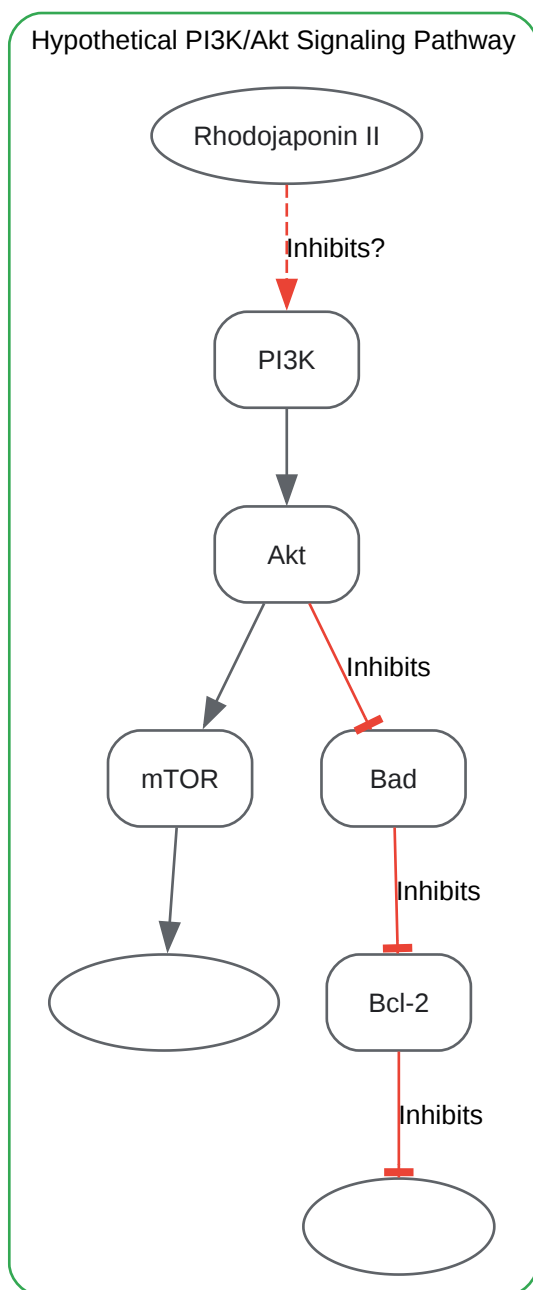 Hypothetical PI3K/Akt Signaling Pathway
Rhodojaponin II
Inhibits?
PI3K
Akt
Inhibits
mTOR
Bad
Inhibits
Bcl-2
Inhibits